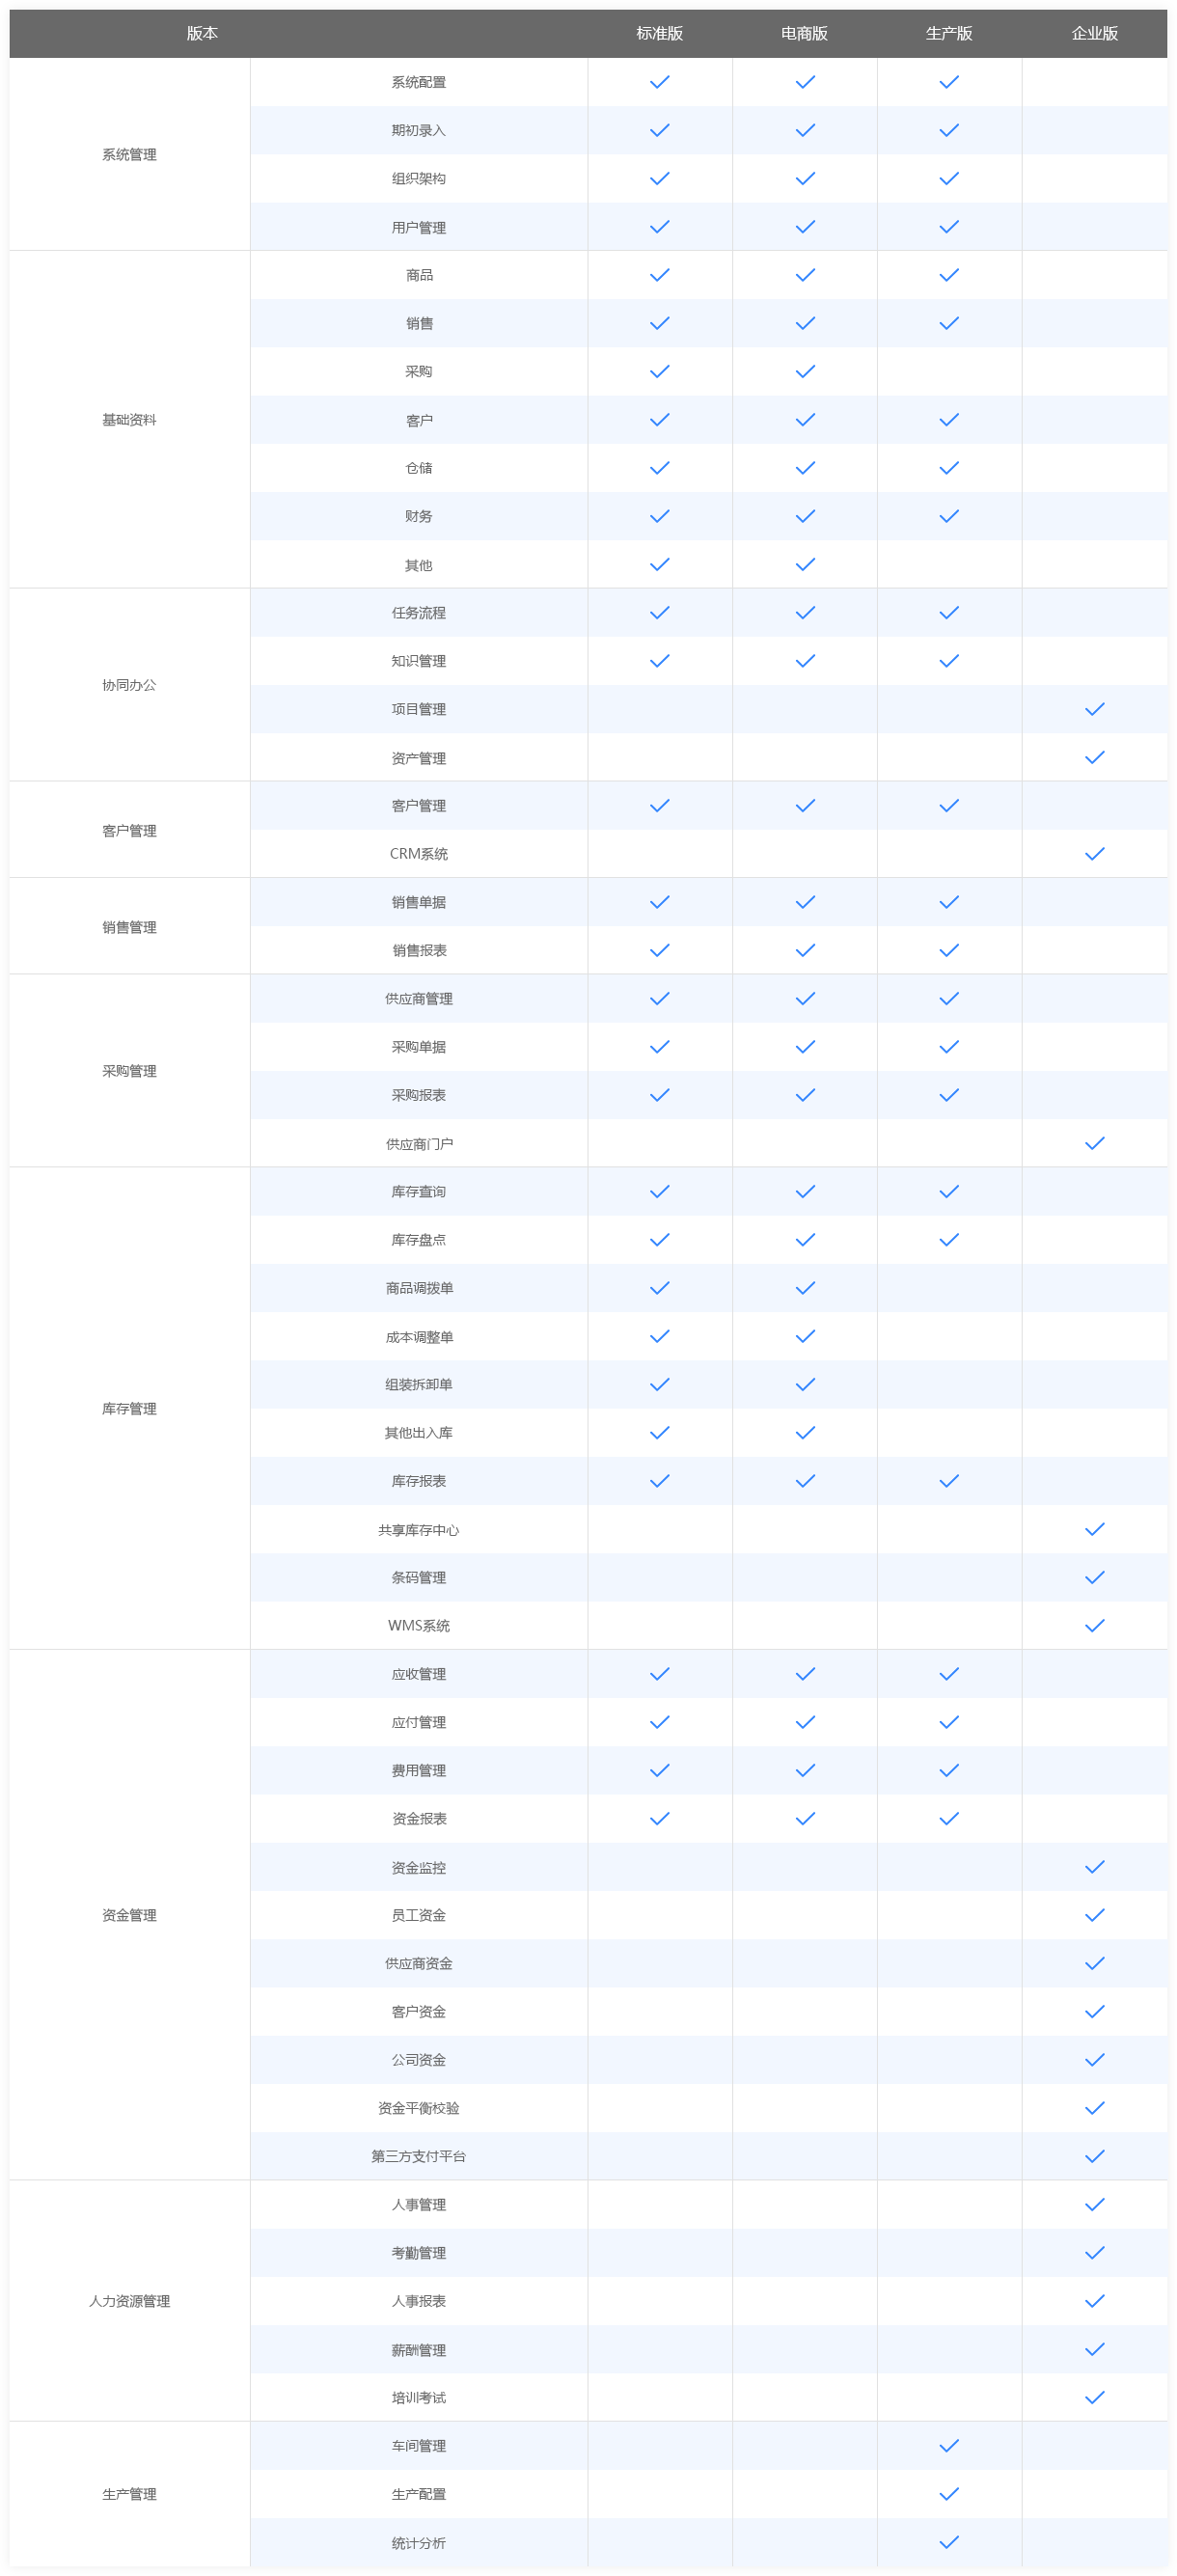 版本 标准版 电商版 生产版 企业版
系统管理
系统配置 ✓ ✓ ✓
期初录入 ✓ ✓ ✓
组织架构 ✓ ✓ ✓
用户管理 ✓ ✓ ✓
基础资料
商品 ✓ ✓ ✓
销售 ✓ ✓ ✓
采购 ✓ ✓
客户 ✓ ✓ ✓
仓储 ✓ ✓ ✓
财务 ✓ ✓ ✓
其他 ✓ ✓
协同办公
任务流程 ✓ ✓ ✓
知识管理 ✓ ✓ ✓
项目管理 ✓
资产管理 ✓
客户管理
客户管理 ✓ ✓ ✓
CRM系统 ✓
销售管理
销售单据 ✓ ✓ ✓
销售报表 ✓ ✓ ✓
采购管理
供应商管理 ✓ ✓ ✓
采购单据 ✓ ✓ ✓
采购报表 ✓ ✓ ✓
供应商门户 ✓
库存管理
库存查询 ✓ ✓ ✓
库存盘点 ✓ ✓ ✓
商品调拨单 ✓ ✓
成本调整单 ✓ ✓
组装拆卸单 ✓ ✓
其他出入库 ✓ ✓
库存报表 ✓ ✓ ✓
共享库存中心 ✓
条码管理 ✓
WMS系统 ✓
资金管理
应收管理 ✓ ✓ ✓
应付管理 ✓ ✓ ✓
费用管理 ✓ ✓ ✓
资金报表 ✓ ✓ ✓
资金监控 ✓
员工资金 ✓
供应商资金 ✓
客户资金 ✓
公司资金 ✓
资金平衡校验 ✓
第三方支付平台 ✓
人力资源管理
人事管理 ✓
考勤管理 ✓
人事报表 ✓
薪酬管理 ✓
培训考试 ✓
生产管理
车间管理 ✓
生产配置 ✓
统计分析 ✓